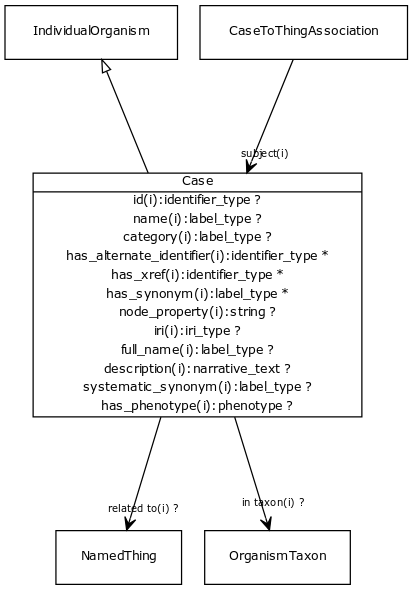 IndividualOrganism
CaseToThingAssociation
subject(i)
Case
id(i):identifier_type ?
name(i):label_type ?
category(i):label_type ?
has_alternate_identifier(i):identifier_type *
has_xref(i):identifier_type *
has_synonym(i):label_type *
node_property(i):string ?
iri(i):iri_type ?
full_name(i):label_type ?
description(i):narrative_text ?
systematic_synonym(i):label_type ?
has_phenotype(i):phenotype ?
related to(i) ?
in taxon(i) ?
NamedThing
OrganismTaxon